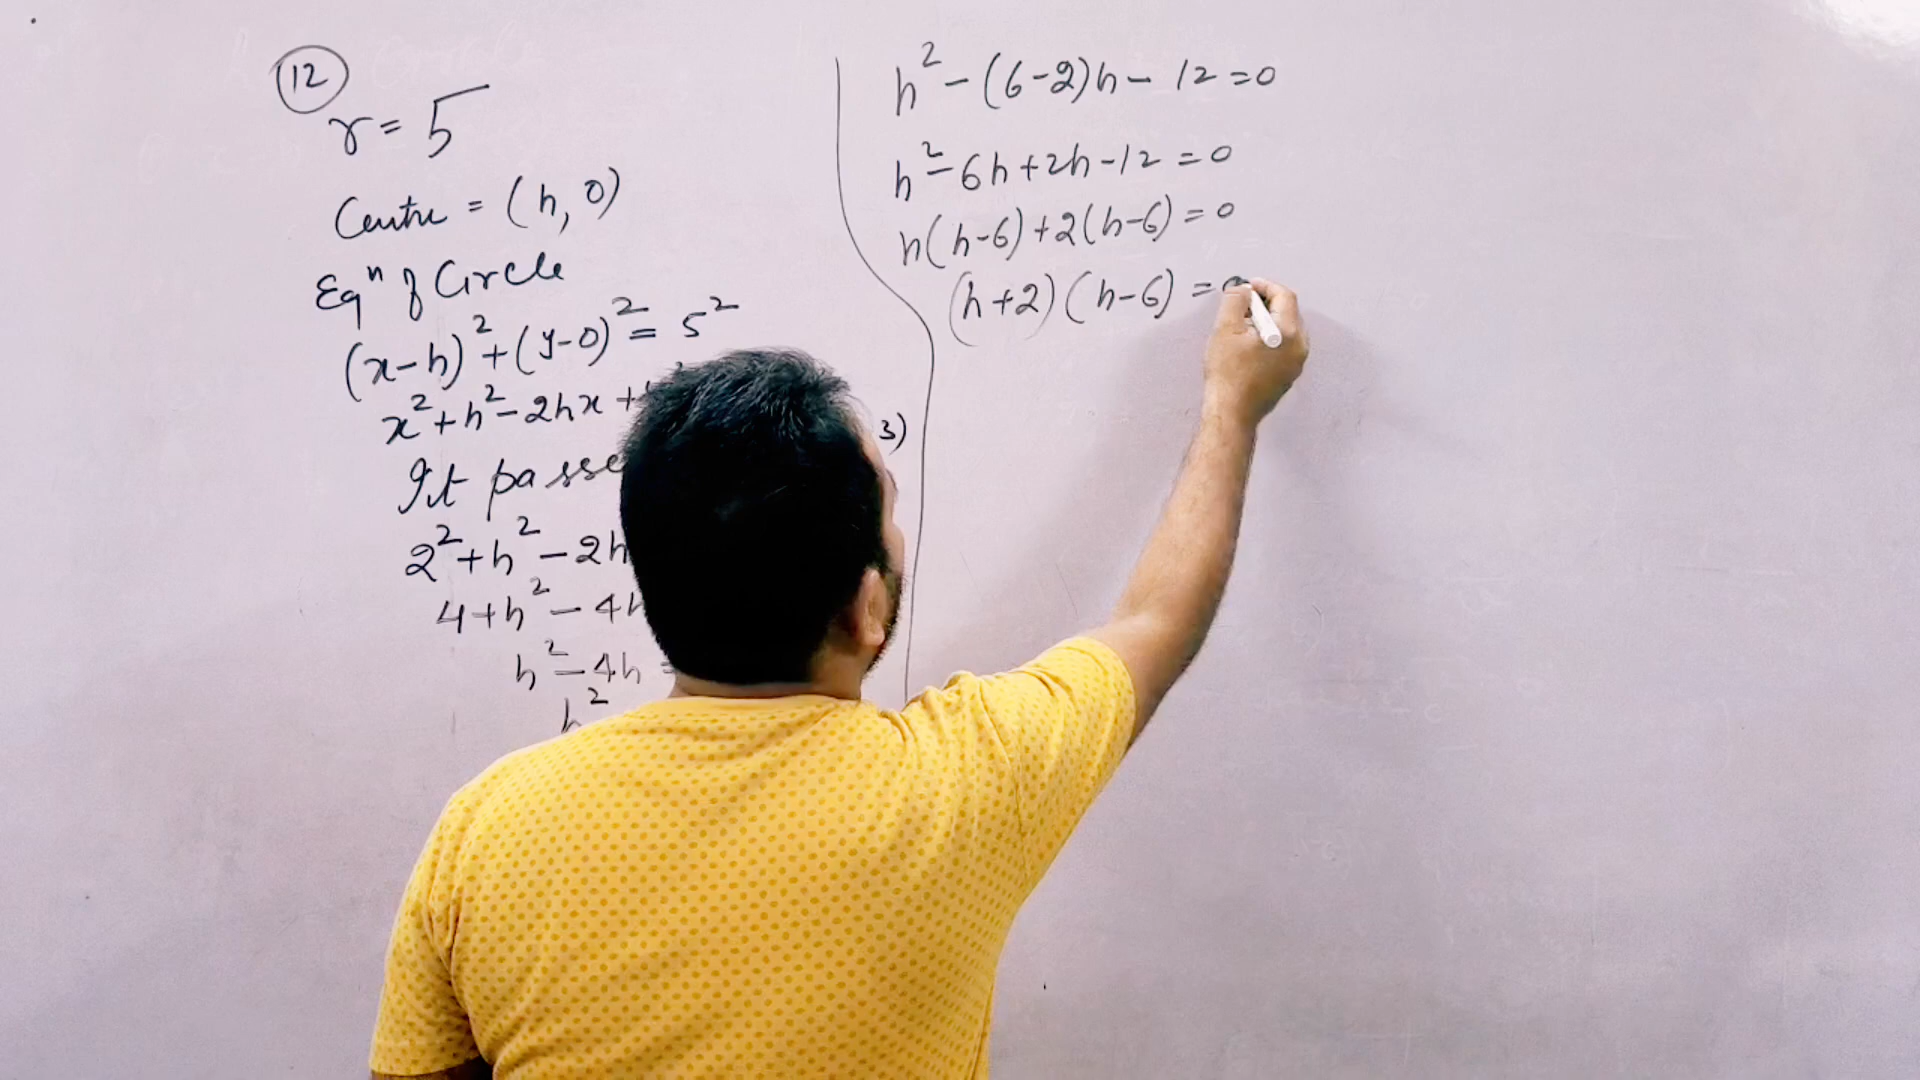 12
r = 5
Centre = (h, 0)
Eqⁿ of Circle
(x-h)² + (y-0)² = 5²
x² + h² - 2hx +
It passe
3)
2² + h² - 2h
4 + h² - 4h
h² - 4h =
h²
h² - (6-2)h - 12 = 0
h² - 6h + 2h - 12 = 0
h(h-6) + 2(h-6) = 0
(h+2)(h-6) = 0